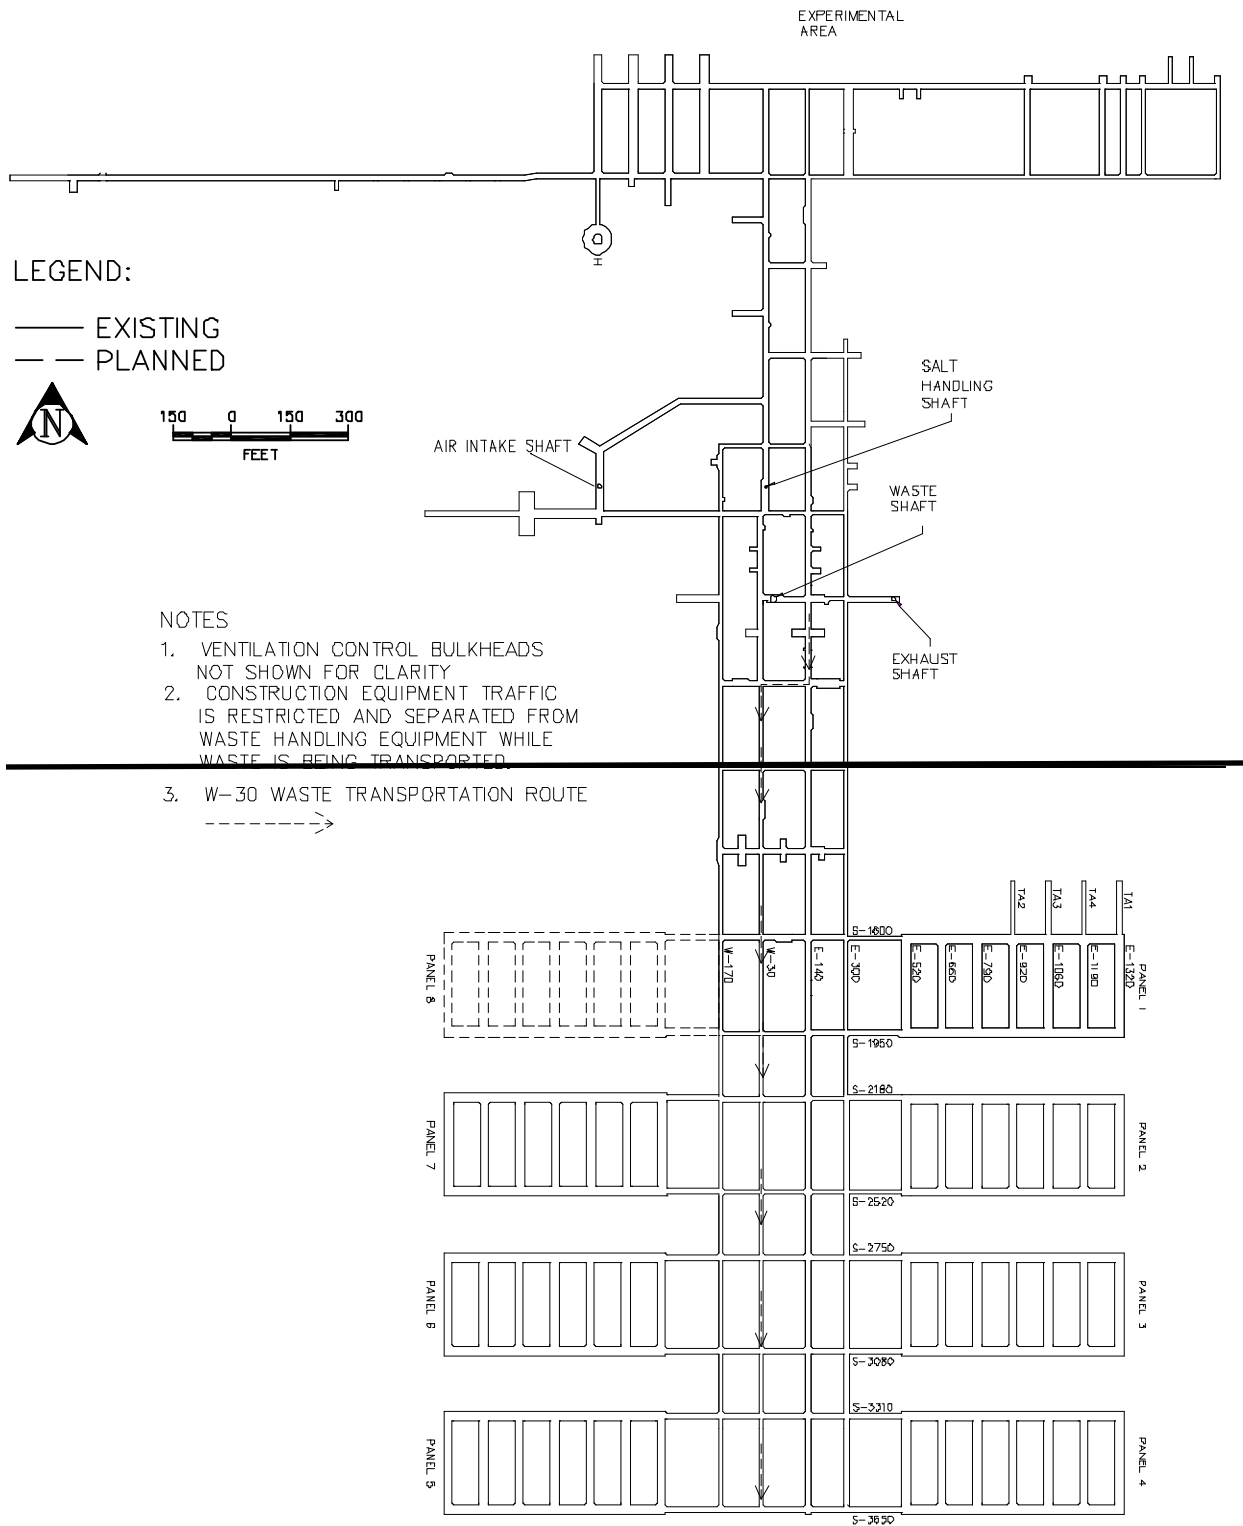 EXPERIMENTAL
AREA
LEGEND:
EXISTING
PLANNED
N
150 0 150 300
FEET
SALT
HANDLING
SHAFT
AIR INTAKE SHAFT
WASTE
SHAFT
EXHAUST
SHAFT
NOTES
1. VENTILATION CONTROL BULKHEADS
NOT SHOWN FOR CLARITY
2. CONSTRUCTION EQUIPMENT TRAFFIC
IS RESTRICTED AND SEPARATED FROM
WASTE HANDLING EQUIPMENT WHILE
WASTE IS BEING TRANSPORTED.
3. W-30 WASTE TRANSPORTATION ROUTE
TA2
TA3
TA4
TA1
S-1600
W-170
W-30
E-140
E-300
E-520
E-660
E-790
E-920
E-1060
E-1190
E-1320
PANEL 8
PANEL 1
S-1950
S-2180
PANEL 7
PANEL 2
S-2520
S-2750
PANEL 6
PANEL 3
S-3080
S-3310
PANEL 5
PANEL 4
S-3650